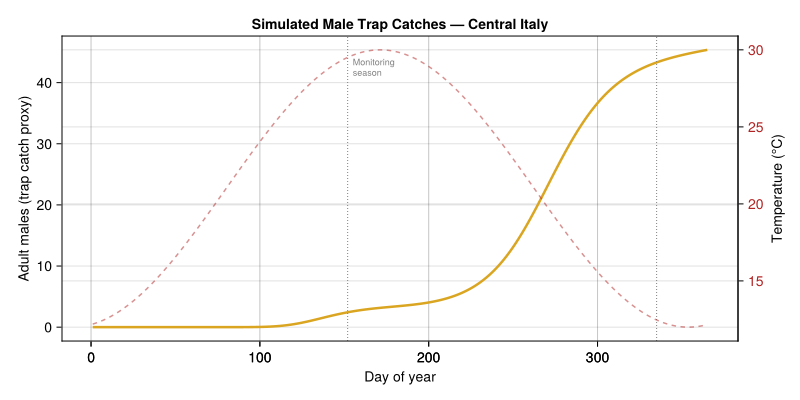 Simulated Male Trap Catches — Central Italy
Adult males (trap catch proxy)
40
30
20
10
0
Monitoring
season
30
25
20
15
Temperature (°C)
0
100
200
300
Day of year